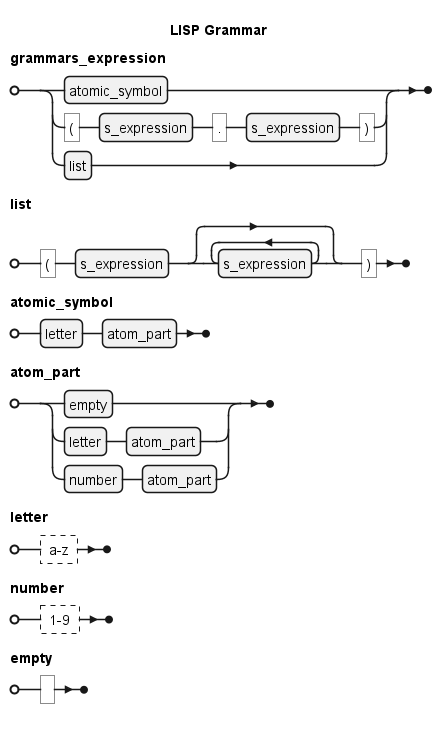 LISP Grammar
grammars_expression
atomic_symbol
( s_expression . s_expression )
list
list
( s_expression s_expression )
atomic_symbol
letter atom_part
atom_part
empty
letter atom_part
number atom_part
letter
a-z
number
1-9
empty